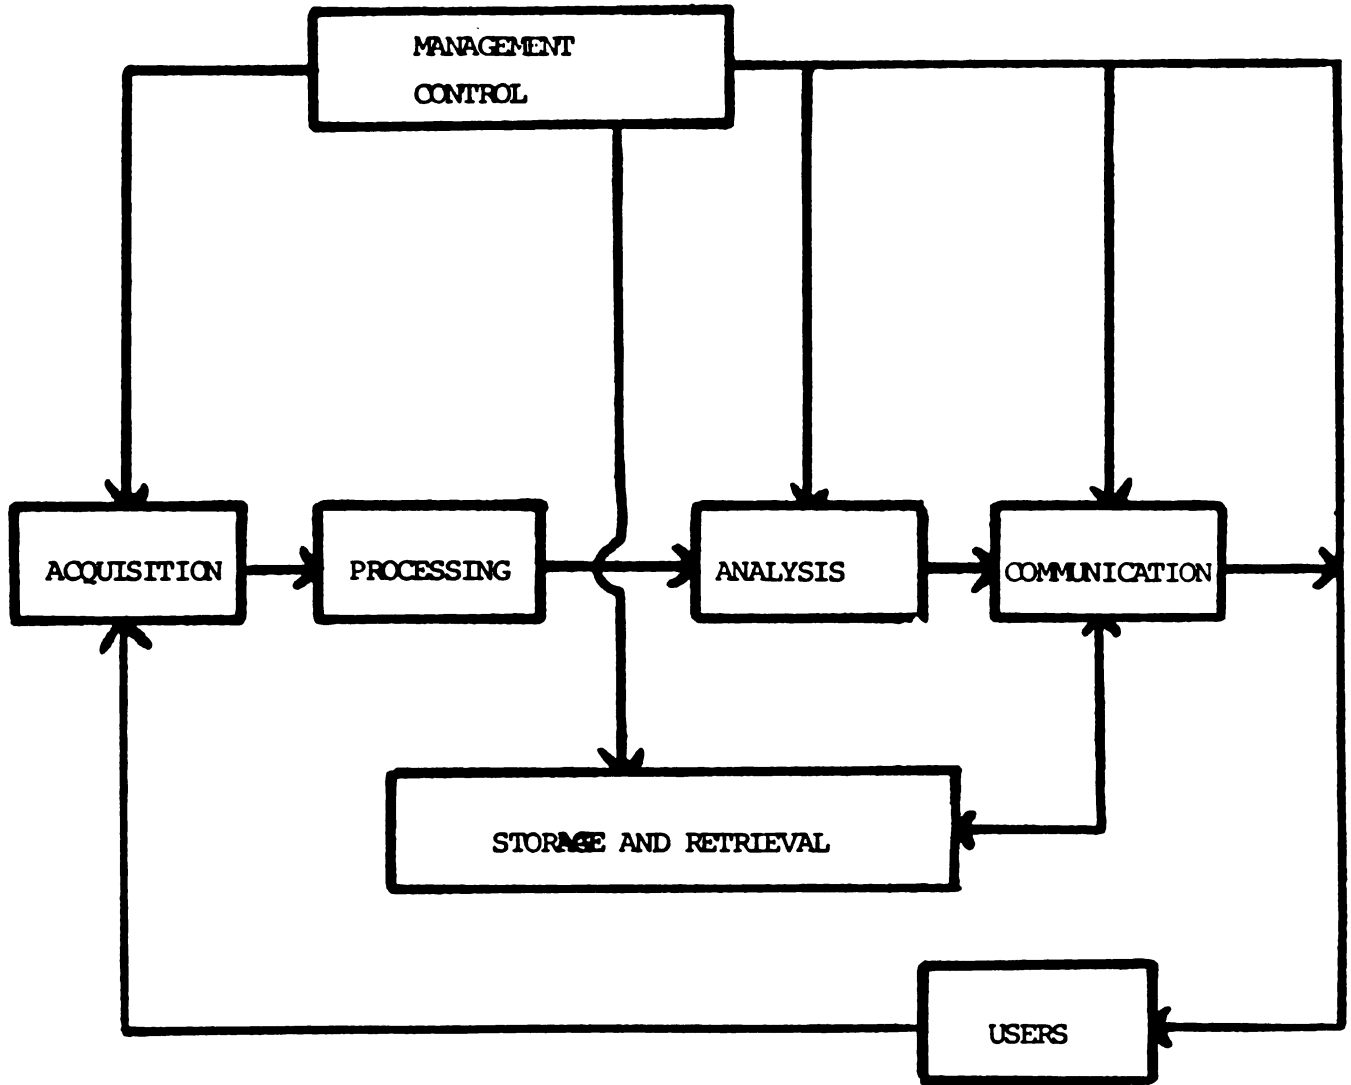 MANAGEMENT
CONTROL
ACQUISITION
PROCESSING
ANALYSIS
COMMUNICATION
STORAGE AND RETRIEVAL
USERS